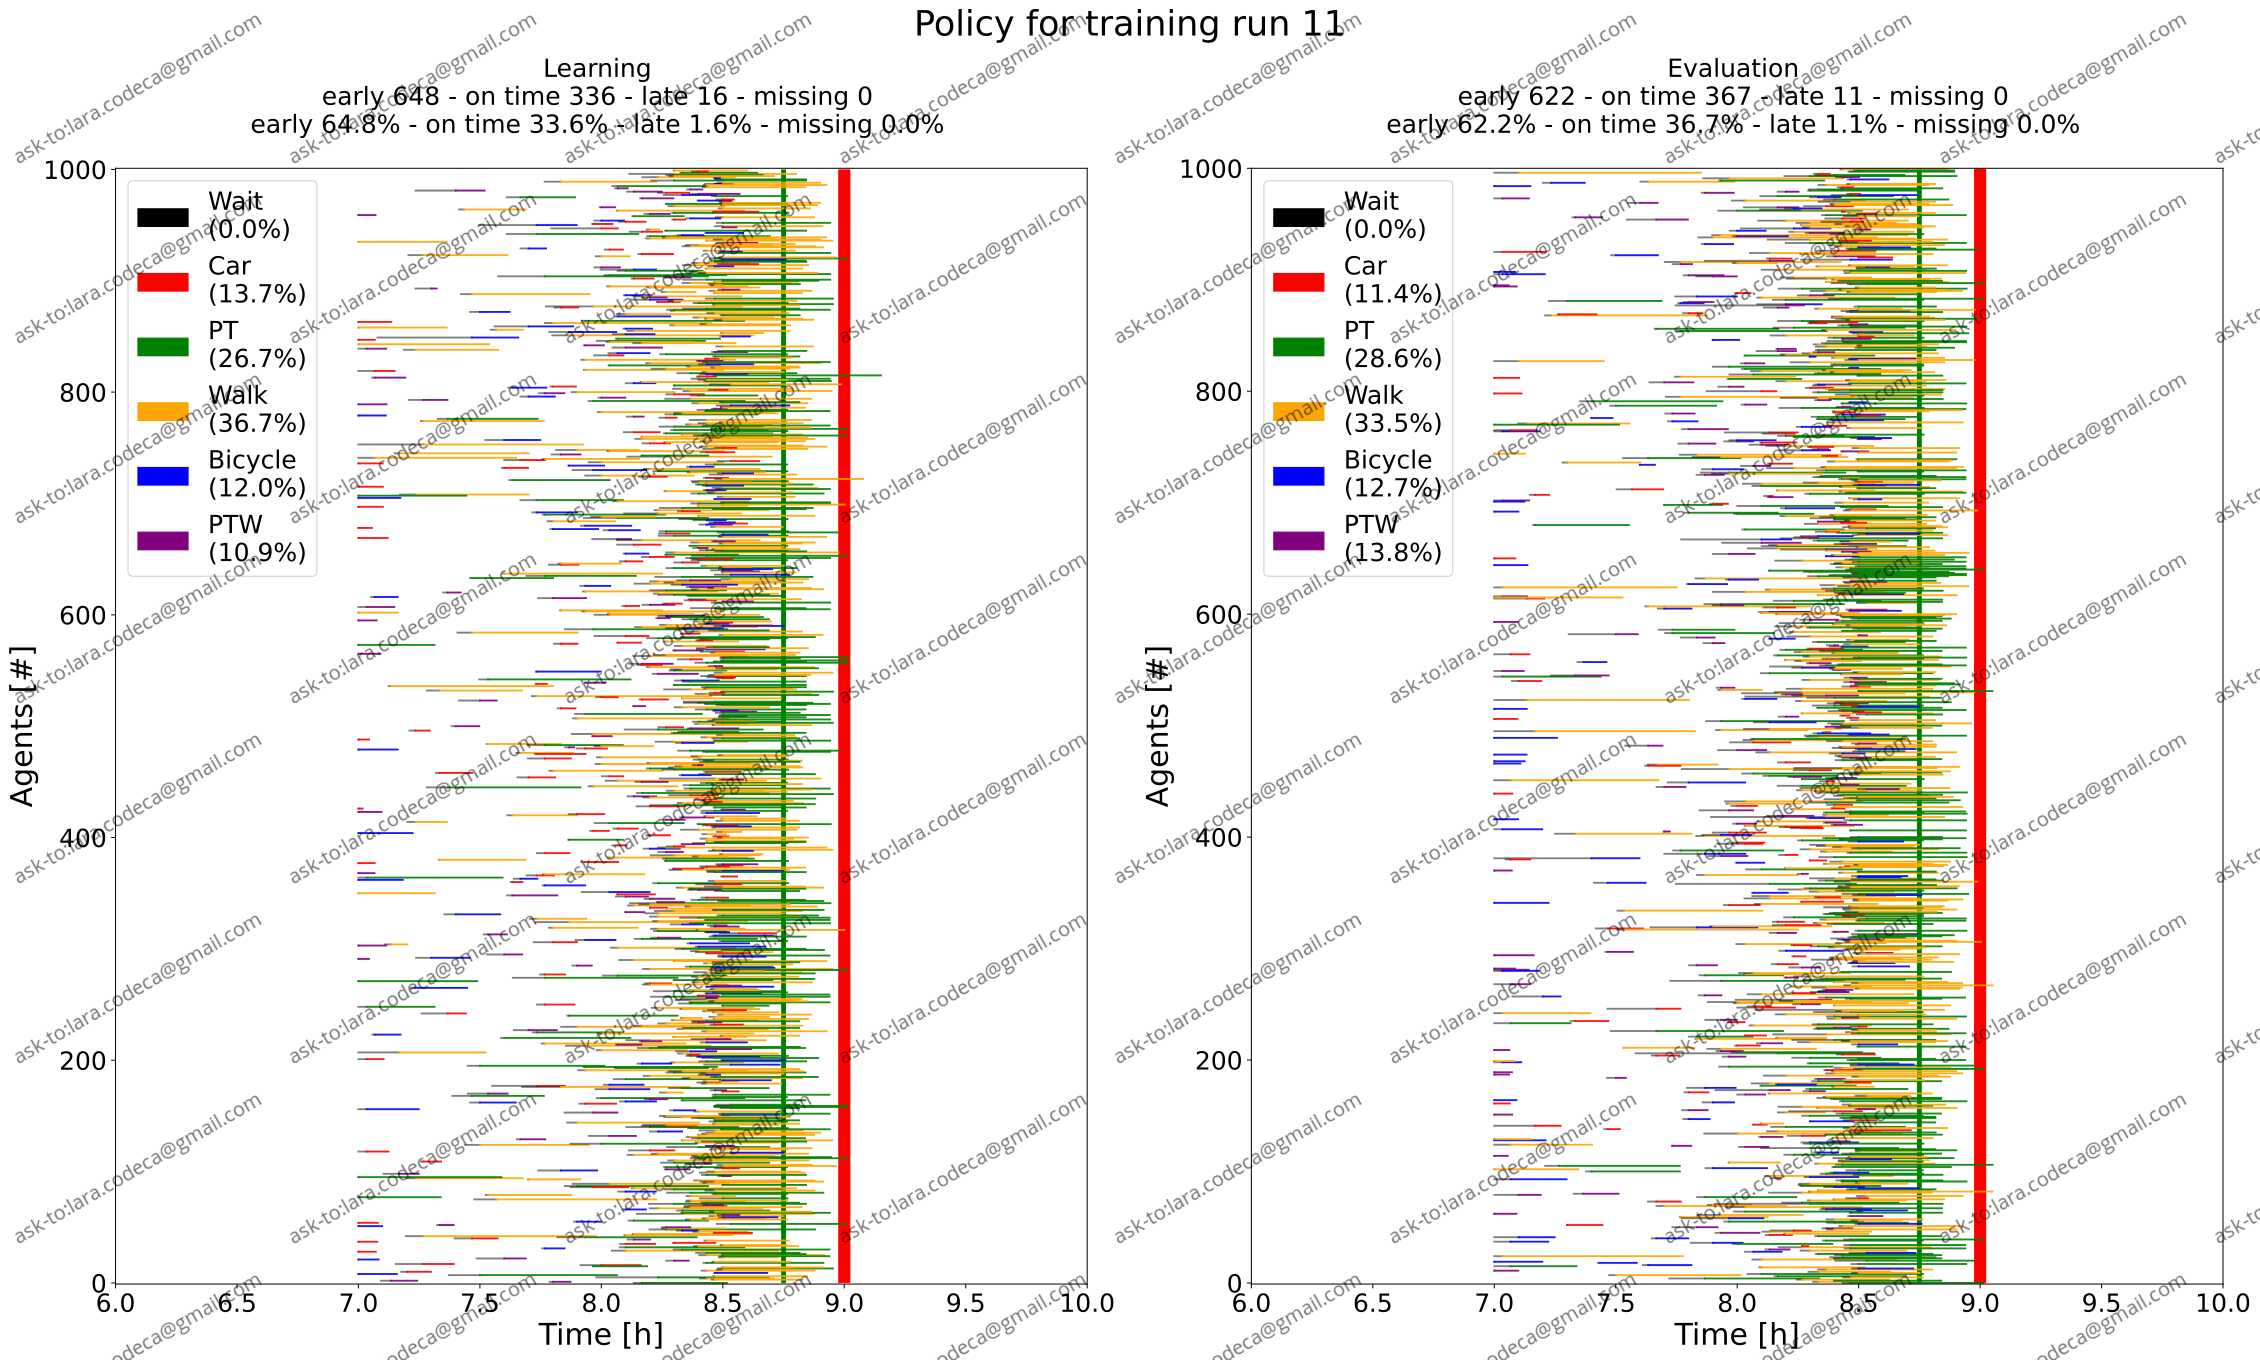 Policy for training run 11
Learning
early 648 - on time 336 - late 16 - missing 0
early 64.8% - on time 33.6% - late 1.6% - missing 0.0%
Evaluation
early 622 - on time 367 - late 11 - missing 0
early 62.2% - on time 36.7% - late 1.1% - missing 0.0%
Agents [#]
1000
800
600
400
200
0
Wait
(0.0%)
Car
(13.7%)
PT
(26.7%)
Walk
(36.7%)
Bicycle
(12.0%)
PTW
(10.9%)
6.0 6.5 7.0 7.5 8.0 8.5 9.0 9.5 10.0
Time [h]
Agents [#]
1000
800
600
400
200
0
Wait
(0.0%)
Car
(11.4%)
PT
(28.6%)
Walk
(33.5%)
Bicycle
(12.7%)
PTW
(13.8%)
6.0 6.5 7.0 7.5 8.0 8.5 9.0 9.5 10.0
Time [h]
ask-to:lara.codeca@gmail.com